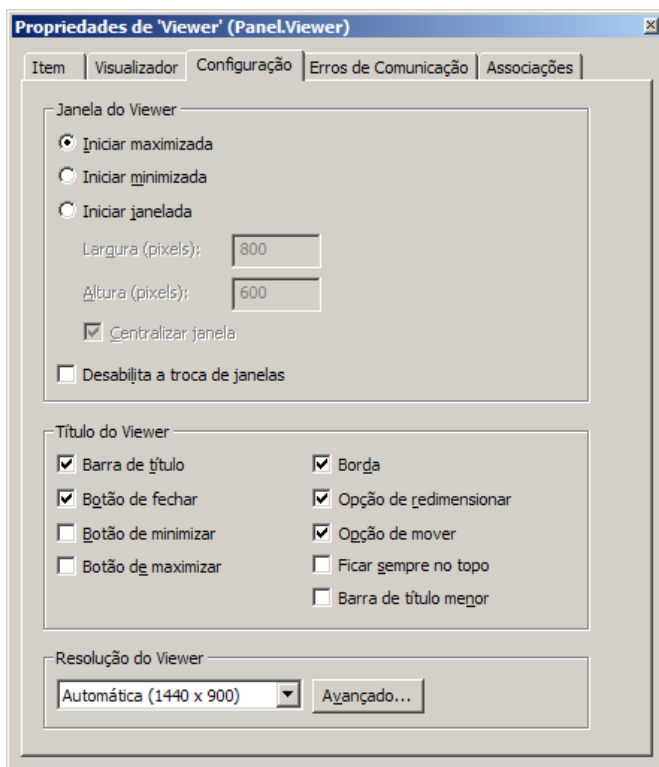 Propriedades de 'Viewer' (Panel.Viewer)
Item Visualizador Configuração Erros de Comunicação Associações
Janela do Viewer
Iniciar maximizada
Iniciar minimizada
Iniciar janelada
Largura (pixels): 800
Altura (pixels): 600
Centralizar janela
Desabilita a troca de janelas
Título do Viewer
Barra de título Borda
Botão de fechar Opção de redimensionar
Botão de minimizar Opção de mover
Botão de maximizar Ficar sempre no topo
Barra de título menor
Resolução do Viewer
Automática (1440 x 900) Avançado...